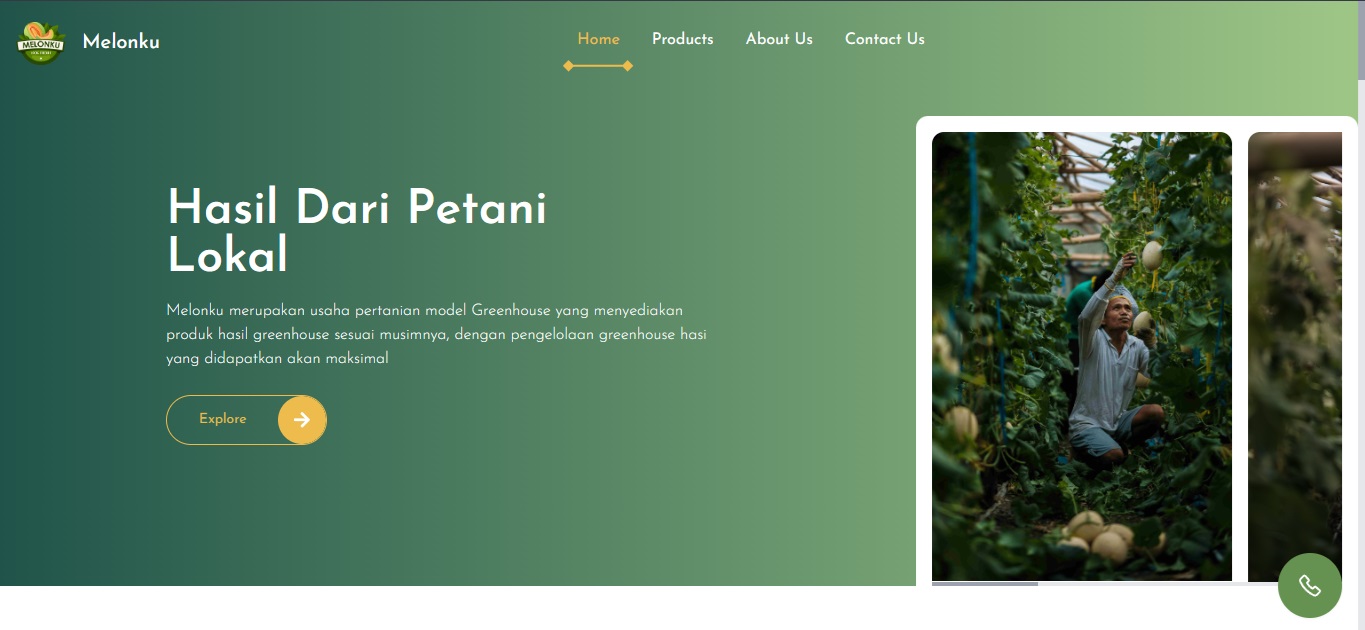 MELONKU
Melonku
Home
Products
About Us
Contact Us
Hasil Dari Petani
Lokal
Melonku merupakan usaha pertanian model Greenhouse yang menyediakan
produk hasil greenhouse sesuai musimnya, dengan pengelolaan greenhouse hasi
yang didapatkan akan maksimal
Explore